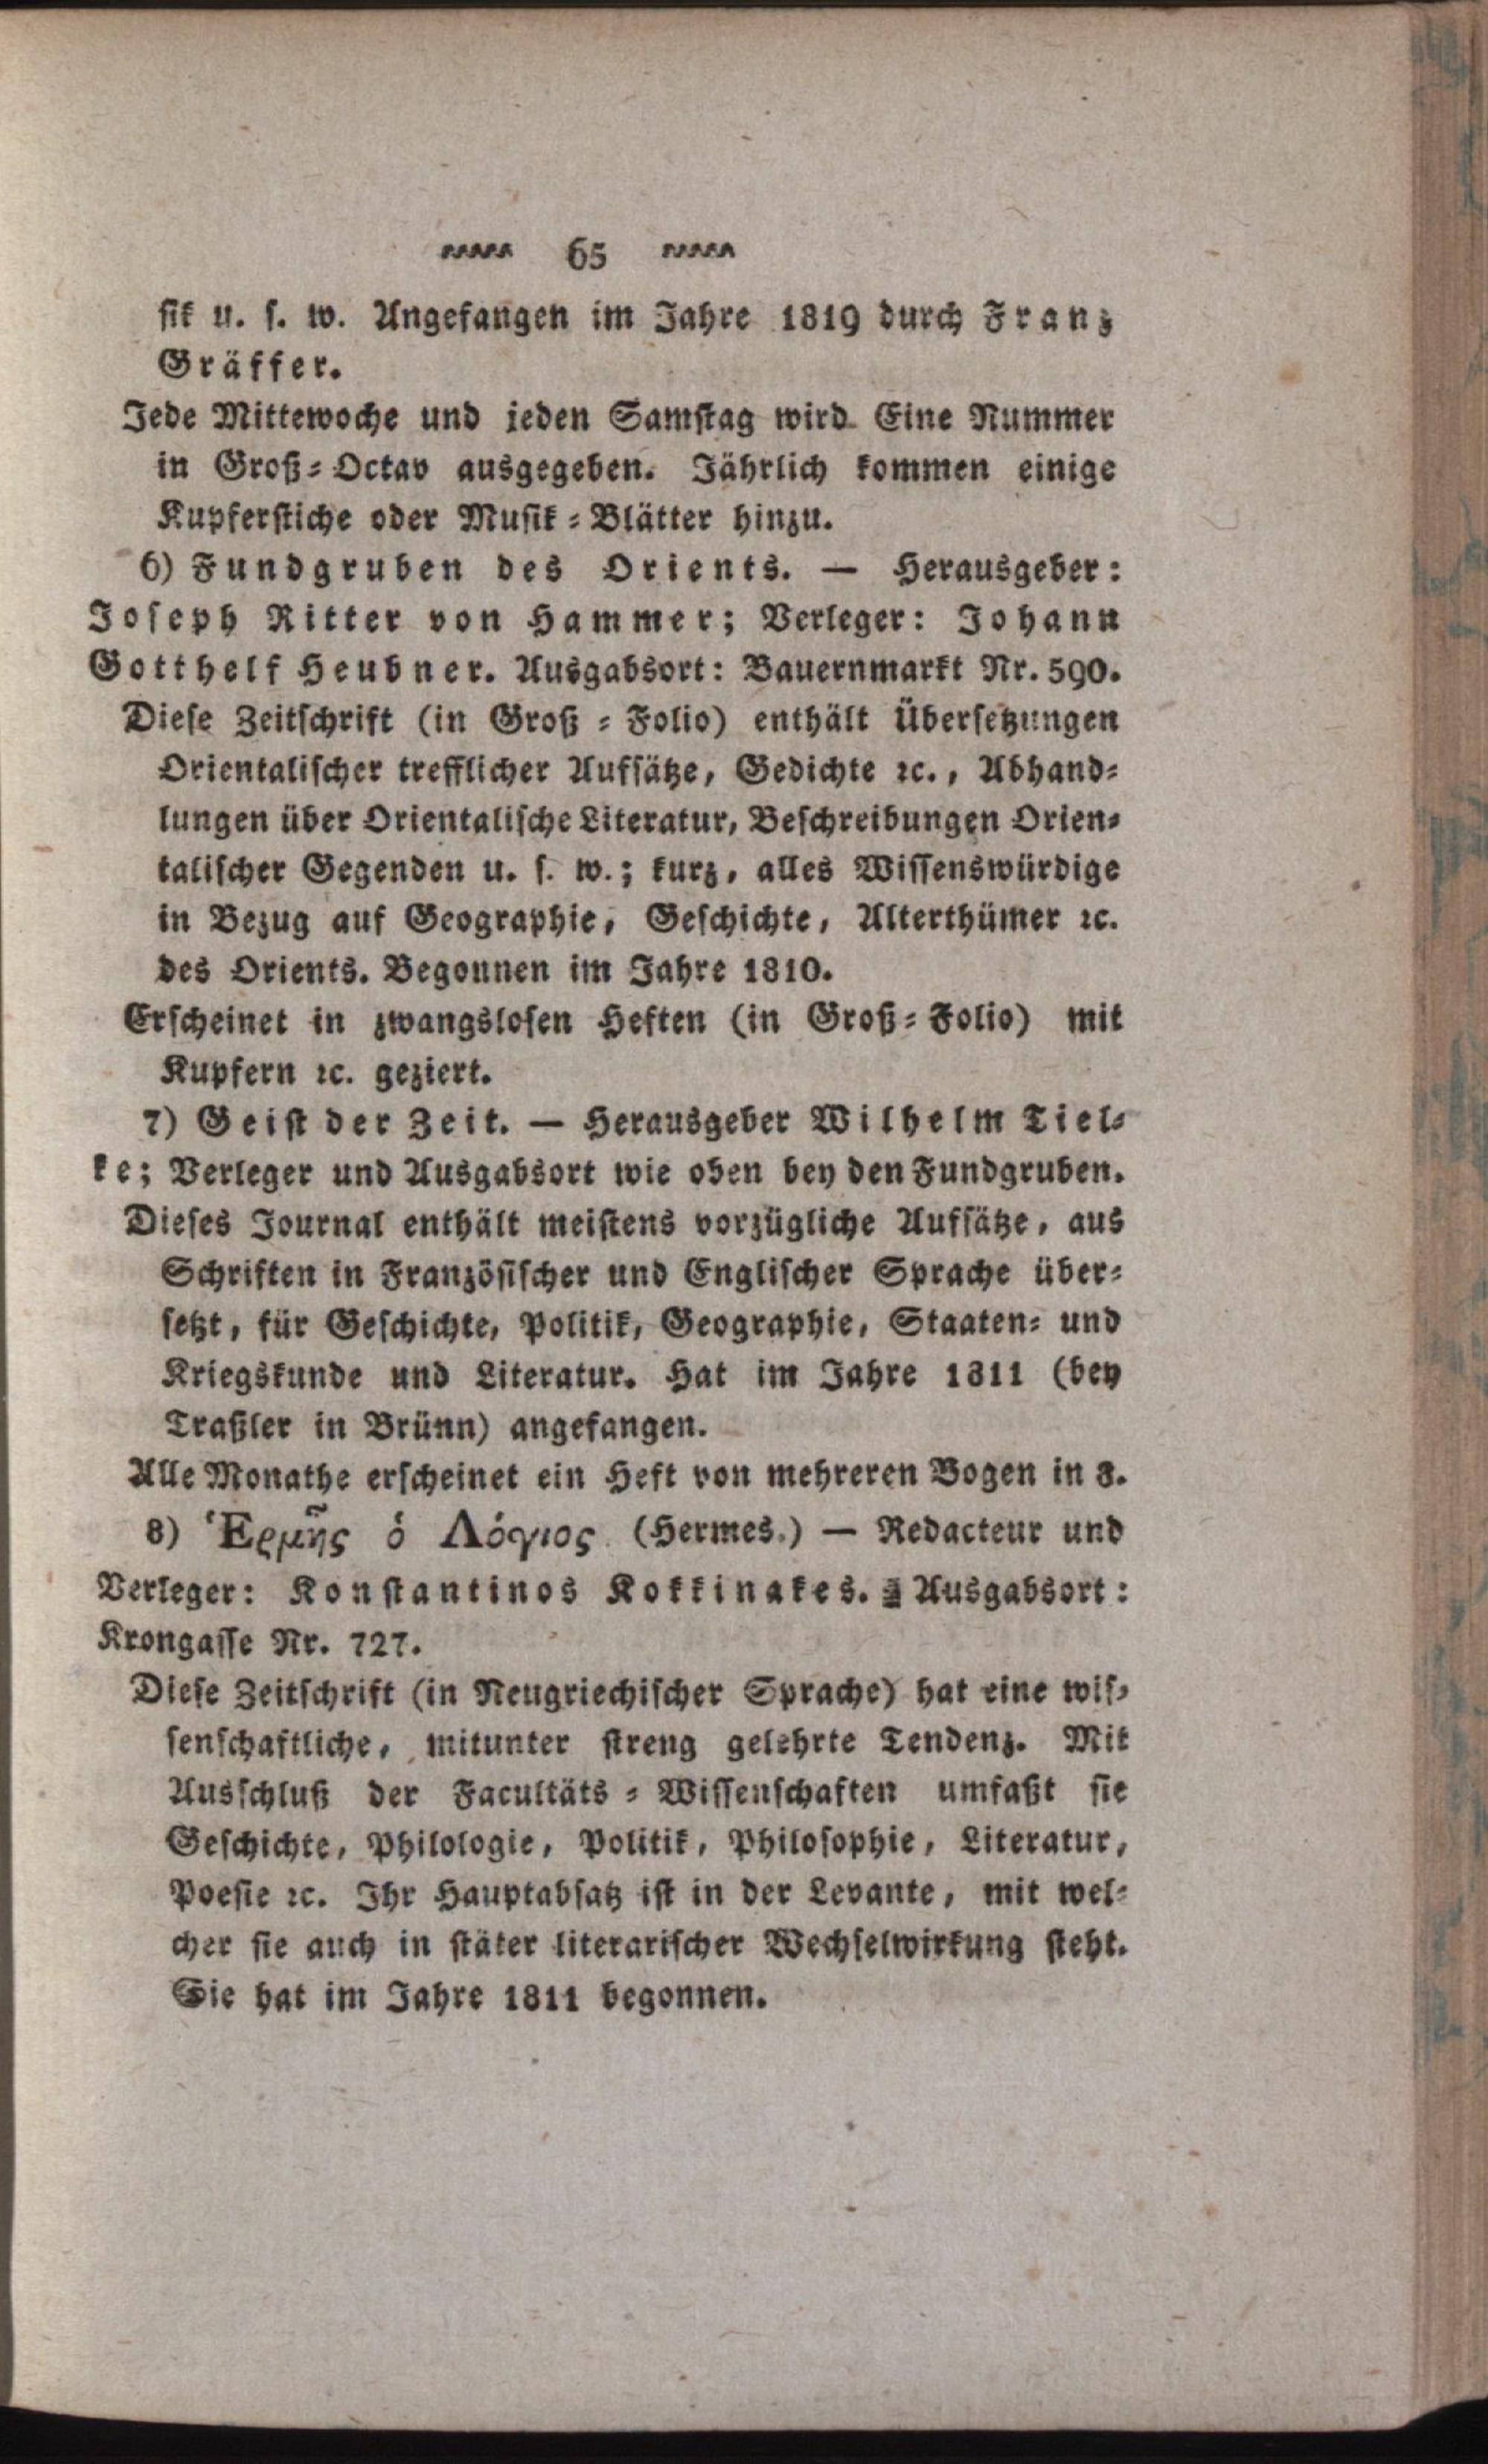 65
sik u. s. w. Angefangen im Jahre 1819 durch Franz
Gräffer.
Jede Mittewoche und jeden Samstag wird Eine Nummer
in Groß-Octav ausgegeben. Jährlich kommen einige
Kupferstiche oder Musik-Blätter hinzu.
6) Fundgruben des Orients. — Herausgeber:
Joseph Ritter von Hammer; Verleger: Johann
Gotthelf Heubner. Ausgabsort: Bauernmarkt Nr. 590.
Diese Zeitschrift (in Groß-Folio) enthält Übersetzungen
Orientalischer trefflicher Aufsätze, Gedichte ꝛc., Abhand-
lungen über Orientalische Literatur, Beschreibungen Orien-
talischer Gegenden u. s. w.; kurz, alles Wissenswürdige
in Bezug auf Geographie, Geschichte, Alterthümer ꝛc.
des Orients. Begonnen im Jahre 1810.
Erscheinet in zwangslosen Heften (in Groß-Folio) mit
Kupfern ꝛc. geziert.
7) Geist der Zeit. — Herausgeber Wilhelm Tiel-
ke; Verleger und Ausgabsort wie oben bey den Fundgruben.
Dieses Journal enthält meistens vorzügliche Aufsätze, aus
Schriften in Französischer und Englischer Sprache über-
setzt, für Geschichte, Politik, Geographie, Staaten- und
Kriegskunde und Literatur. Hat im Jahre 1811 (bey
Traßler in Brünn) angefangen.
Alle Monathe erscheinet ein Heft von mehreren Bogen in 8.
8) Ἑρμῆς ὁ Λόγιος (Hermes.) — Redacteur und
Verleger: Konstantinos Kokkinakes. Ausgabsort:
Krongasse Nr. 727.
Diese Zeitschrift (in Neugriechischer Sprache) hat eine wis-
senschaftliche, mitunter streng gelehrte Tendenz. Mit
Ausschluß der Facultäts-Wissenschaften umfaßt sie
Geschichte, Philologie, Politik, Philosophie, Literatur,
Poesie ꝛc. Ihr Hauptabsatz ist in der Levante, mit wel-
cher sie auch in stäter literarischer Wechselwirkung steht.
Sie hat im Jahre 1811 begonnen.